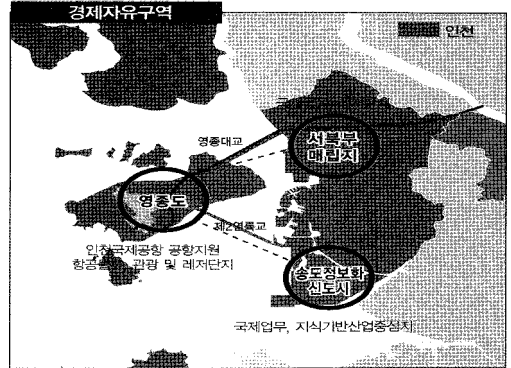 경제자유구역
인천
영종대교
서북부
매립지
영종도
제2연륙교
인천국제공항 공항지원
관광 및 레저단지
송도정보화
신도시
국제업무, 지식기반산업중심지